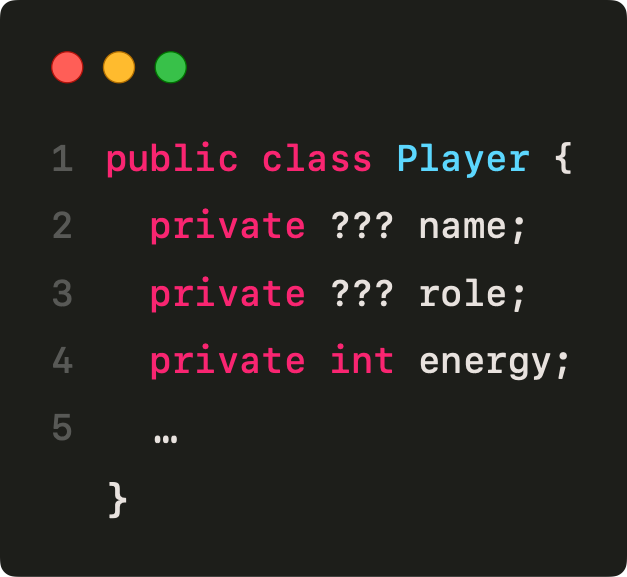 1 public class Player {
2 private ??? name;
3 private ??? role;
4 private int energy;
5 …
}